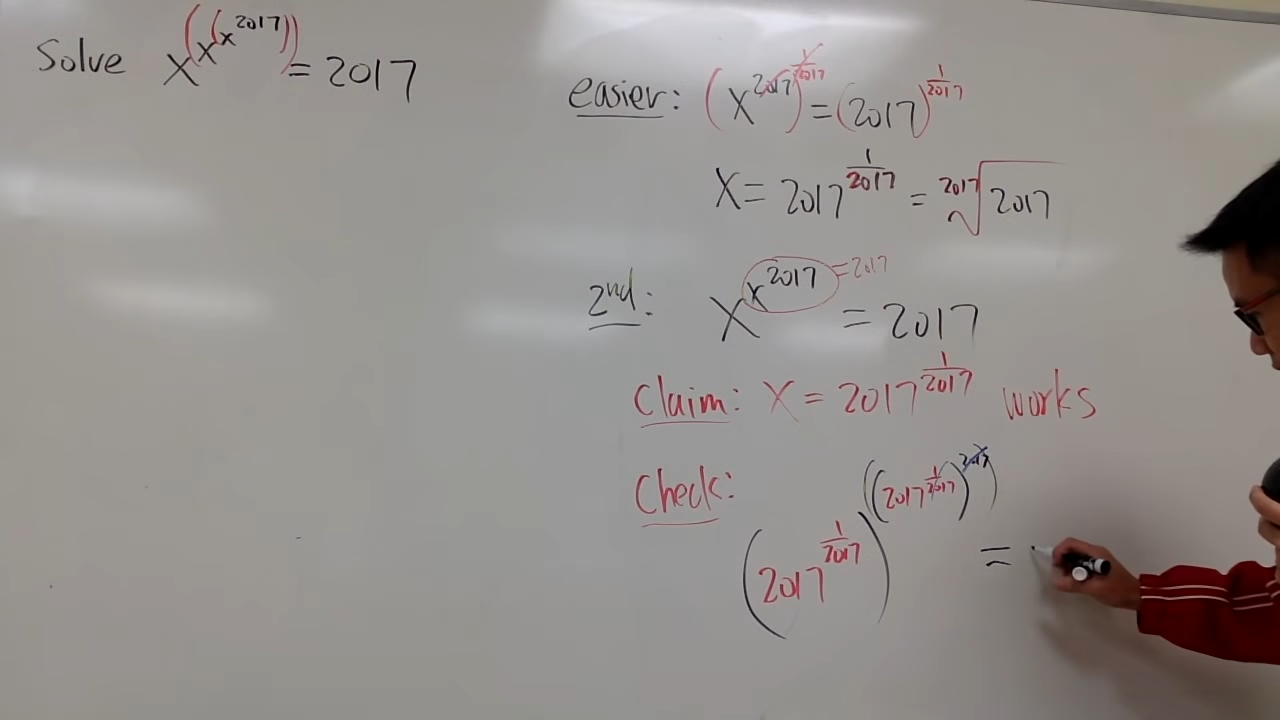 Solve x^(x^(x^2017)) = 2017
easier: (x^2017)^(1/2017) = (2017)^(1/2017)
x = 2017^(1/2017) = ²⁰¹⁷√2017
2nd: x^x^2017 = 2017
= 2017
Claim: x = 2017^(1/2017) works
Check: (2017^(1/2017))^((2017^(1/2017))^2017) =